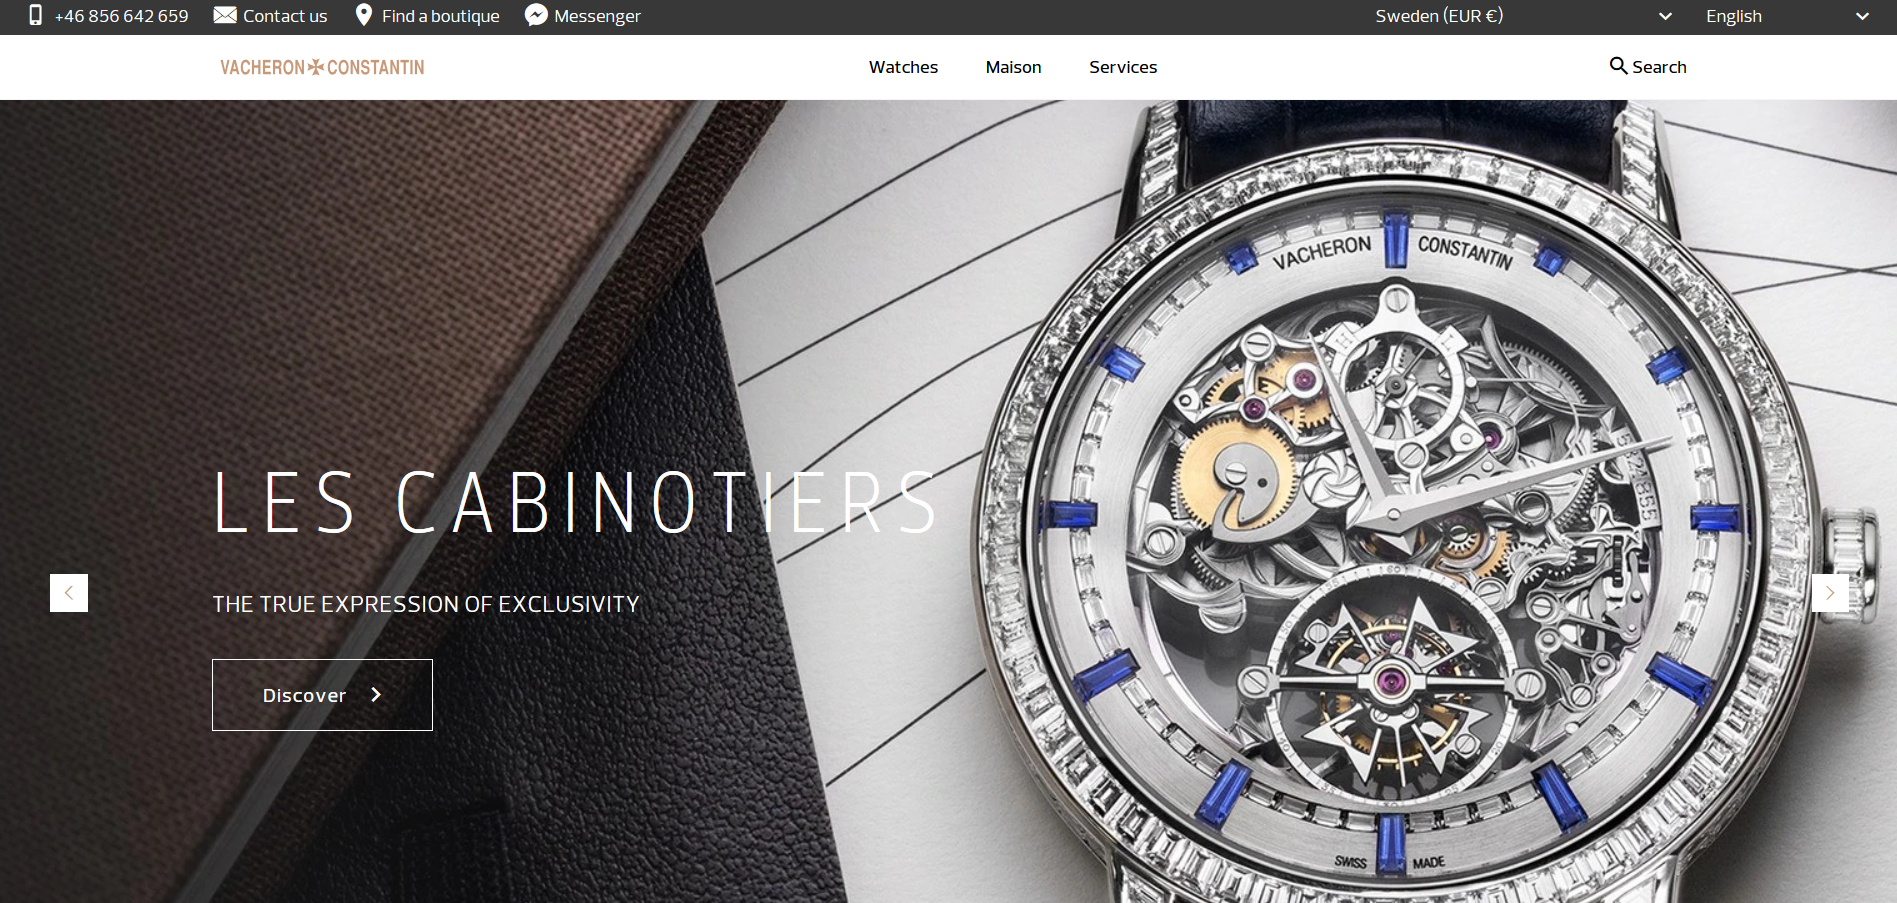 +46 856 642 659 Contact us Find a boutique Messenger Sweden (EUR €) English
VACHERON CONSTANTIN Watches Maison Services Search
VACHERON CONSTANTIN
LES CABINOTIERS
THE TRUE EXPRESSION OF EXCLUSIVITY
Discover
60
SWISS MADE